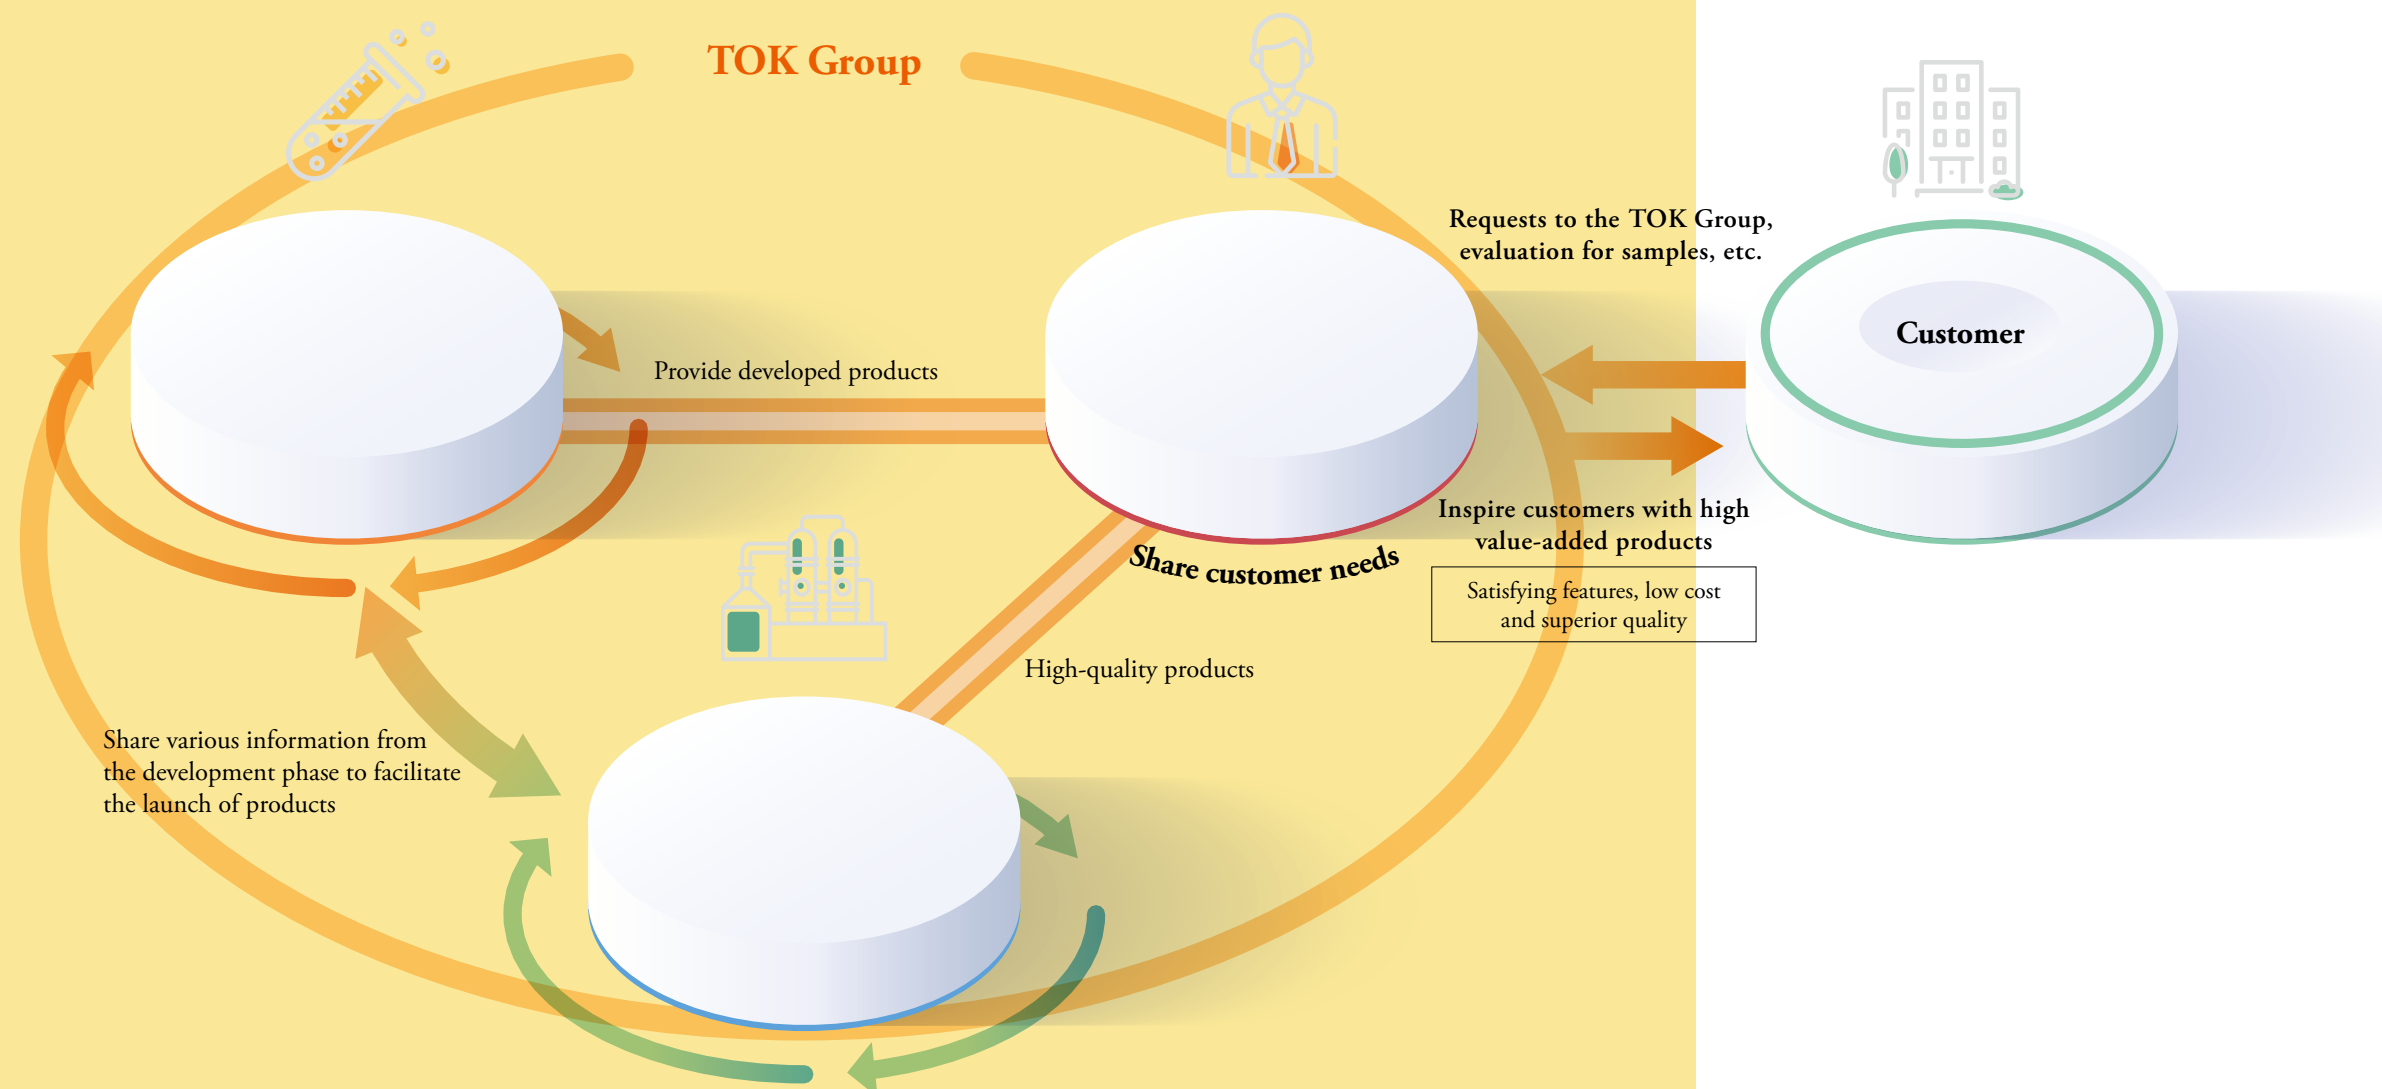 TOK Group
Requests to the TOK Group,
evaluation for samples, etc.
Customer
Provide developed products
Inspire customers with high
value-added products
Share customer needs
Satisfying features, low cost
and superior quality
High-quality products
Share various information from
the development phase to facilitate
the launch of products